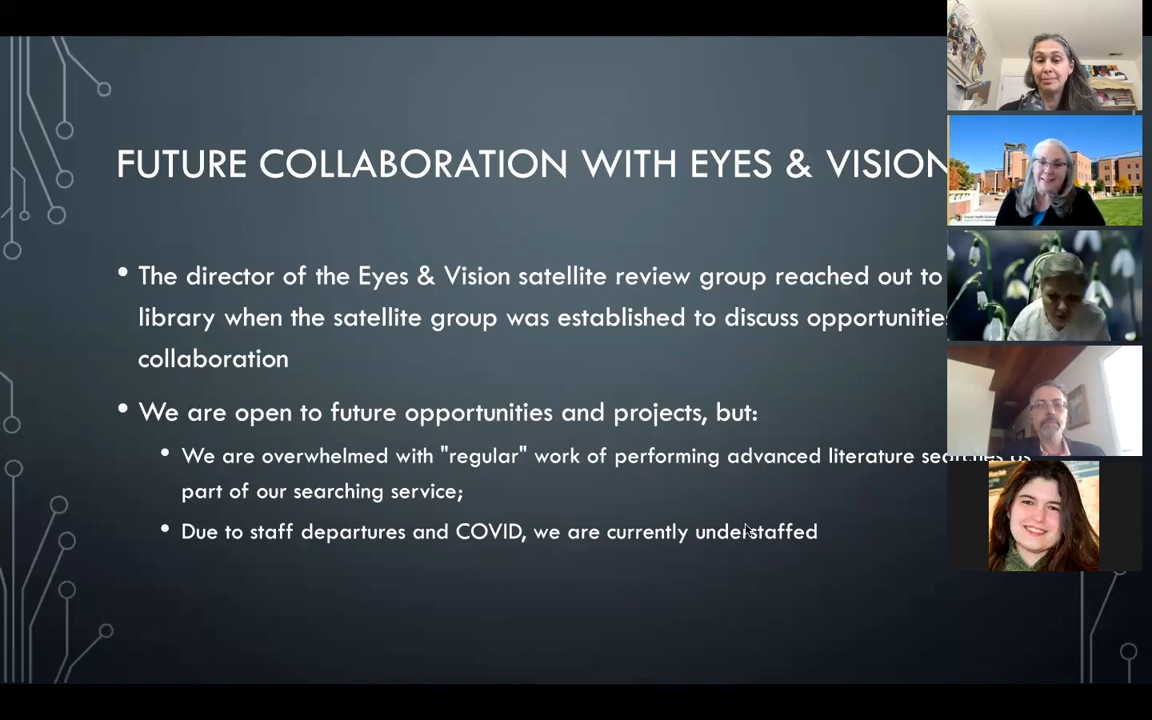 FUTURE COLLABORATION WITH EYES & VISION
• The director of the Eyes & Vision satellite review group reached out to
library when the satellite group was established to discuss opportunities
collaboration
• We are open to future opportunities and projects, but:
• We are overwhelmed with "regular" work of performing advanced literature searches as
part of our searching service;
• Due to staff departures and COVID, we are currently understaffed